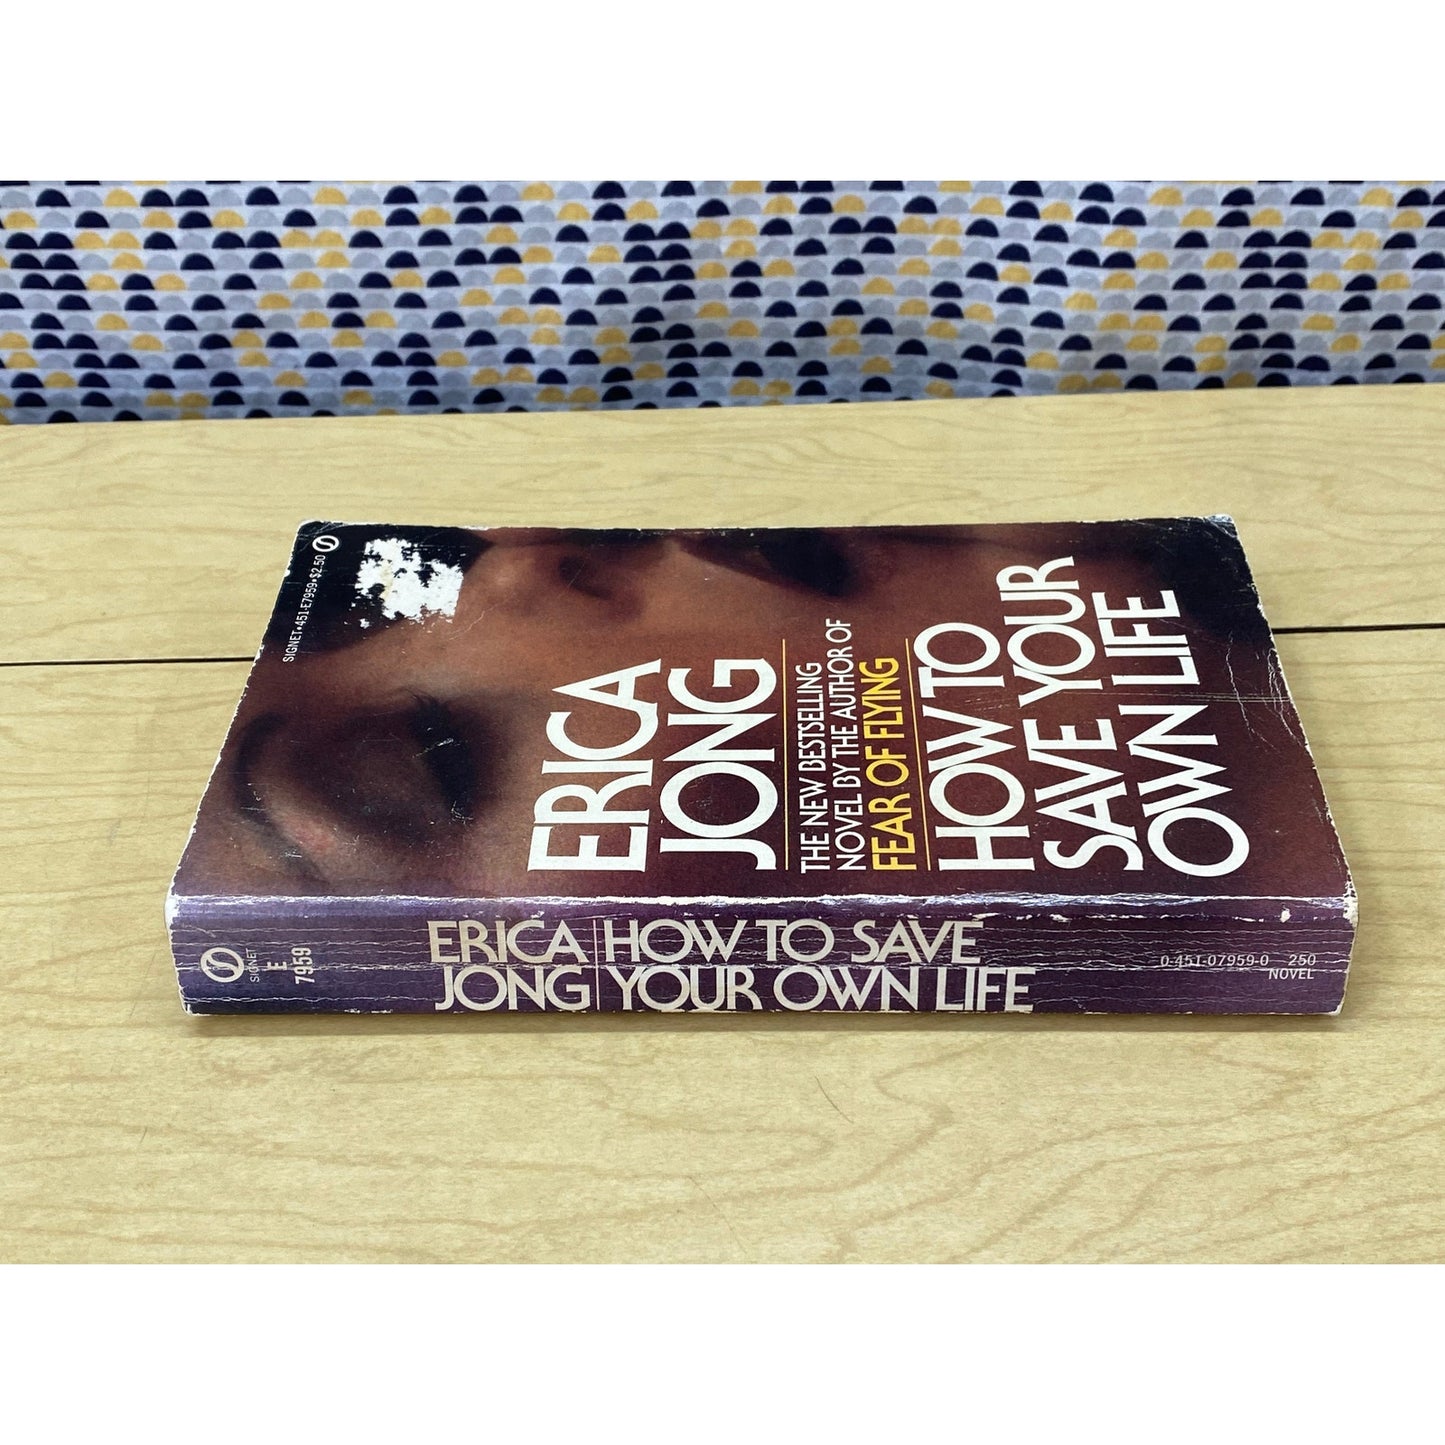 SIGNET • 451-E7959 • $2.50
ERICA
JONG
THE NEW BESTSELLING
NOVEL BY THE AUTHOR OF
FEAR OF FLYING
HOW TO
SAVE YOUR
OWN LIFE
SIGNET
E
7959
ERICA
JONG
HOW TO SAVE
YOUR OWN LIFE
0-451-07959-0 250
NOVEL